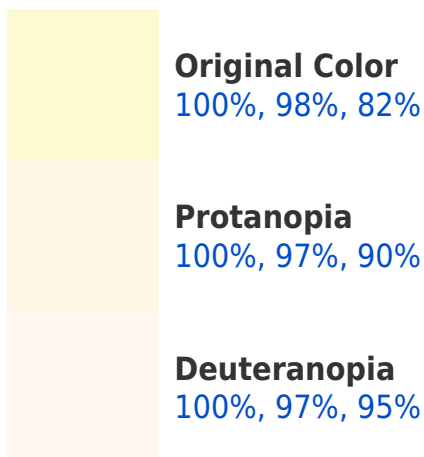 Original Color
100%, 98%, 82%
Protanopia
100%, 97%, 90%
Deuteranopia
100%, 97%, 95%